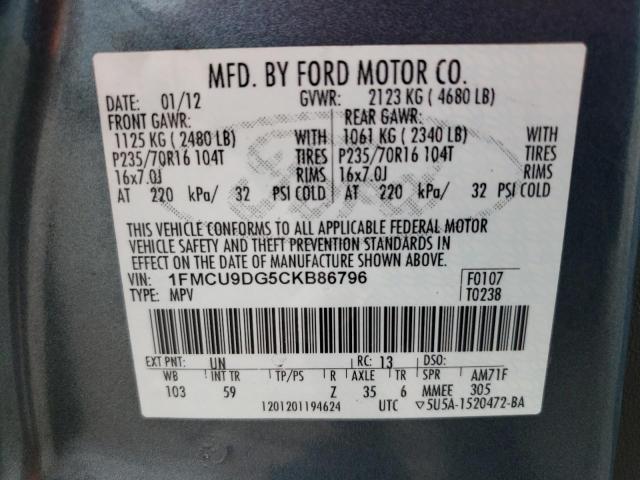 MFD. BY FORD MOTOR CO.
DATE: 01/12 GVWR: 2123 KG ( 4680 LB)
FRONT GAWR: REAR GAWR:
1125 KG ( 2480 LB) WITH 1061 KG ( 2340 LB) WITH
P235/70R16 104T TIRES P235/70R16 104T TIRES
16x7.0J RIMS 16x7.0J RIMS
AT 220 kPa/ 32 PSI COLD AT 220 kPa/ 32 PSI COLD
THIS VEHICLE CONFORMS TO ALL APPLICABLE FEDERAL MOTOR
VEHICLE SAFETY AND THEFT PREVENTION STANDARDS IN
EFFECT ON THE DATE OF MANUFACTURE SHOWN ABOVE.
VIN: 1FMCU9DG5CKB86796 F0107
TYPE: MPV T0238
EXT PNT: UN RC: 13 DSO:
WB INT TR TP/PS R AXLE TR SPR AM71F
103 59 Z 35 6 MMEE 305
1201201194624 UTC ▽5U5A-1520472-BA